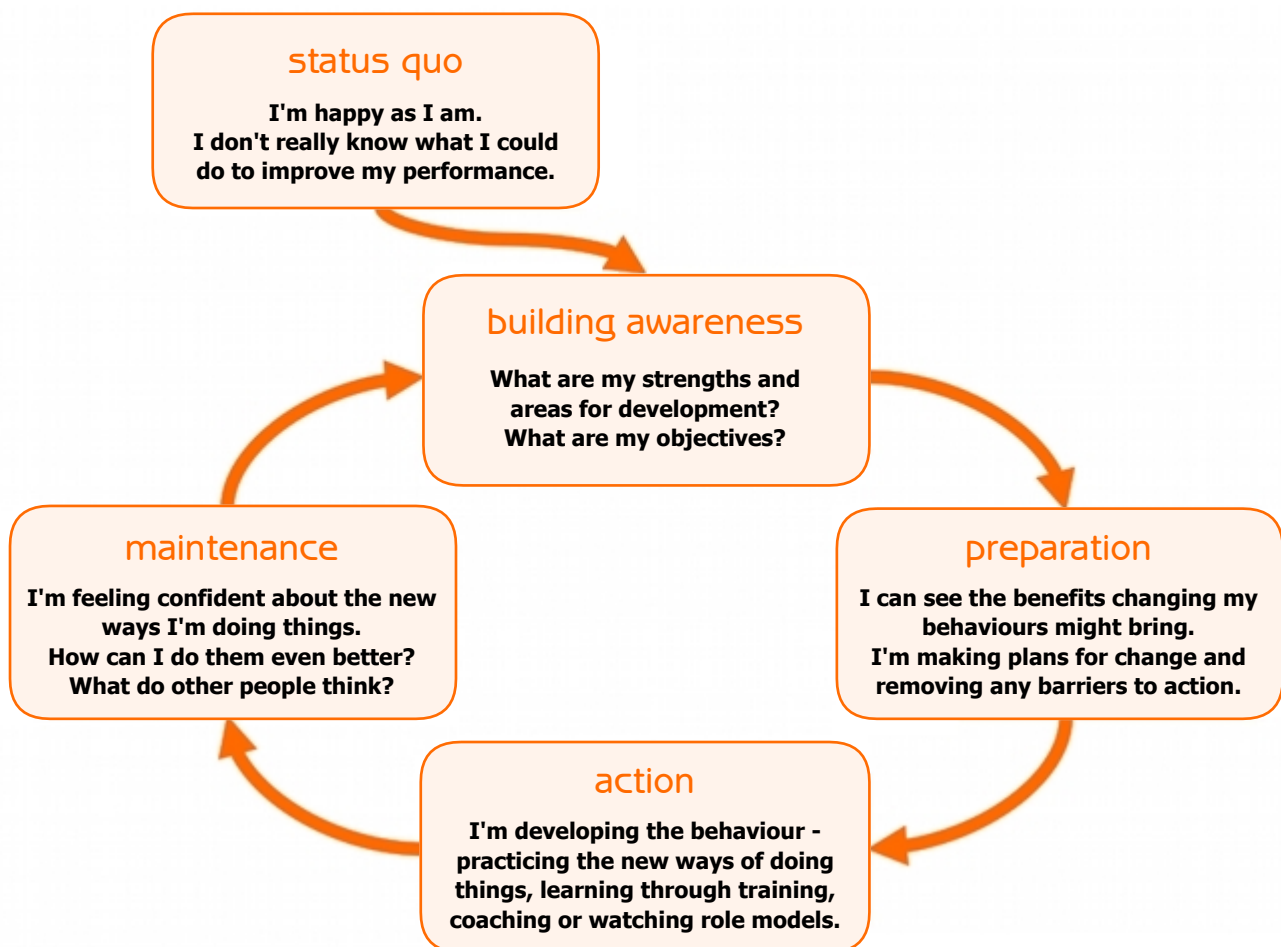 status quo
I'm happy as I am.
I don't really know what I could
do to improve my performance.
building awareness
What are my strengths and
areas for development?
What are my objectives?
preparation
I can see the benefits changing my
behaviours might bring.
I'm making plans for change and
removing any barriers to action.
action
I'm developing the behaviour -
practicing the new ways of doing
things, learning through training,
coaching or watching role models.
maintenance
I'm feeling confident about the new
ways I'm doing things.
How can I do them even better?
What do other people think?